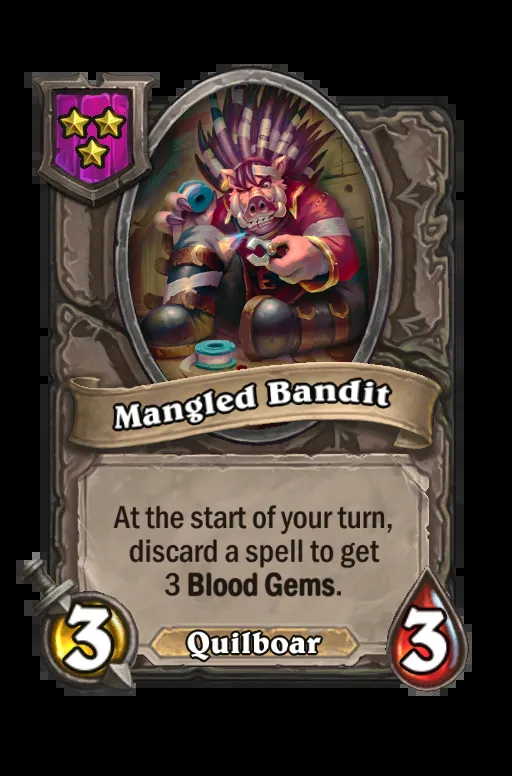 Mangled Bandit
At the start of your turn,
discard a spell to get
3 Blood Gems.
3
Quilboar
3